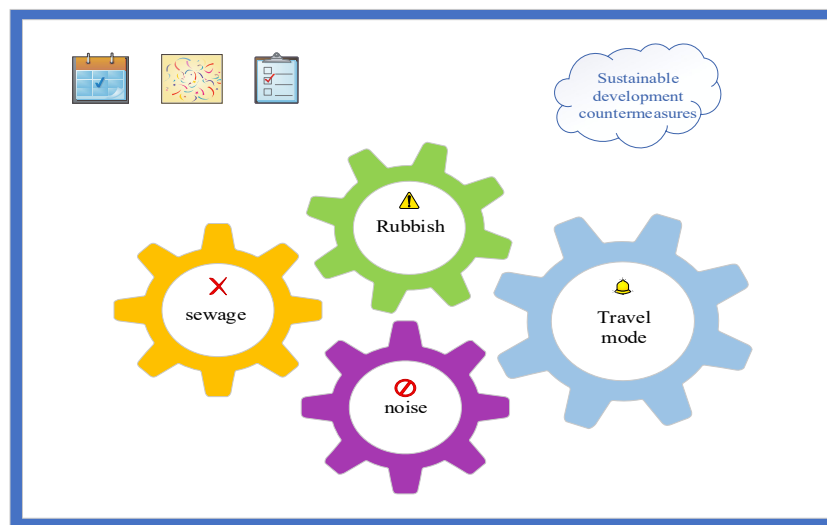 Sustainable
development
countermeasures
Rubbish
sewage
Travel
mode
noise